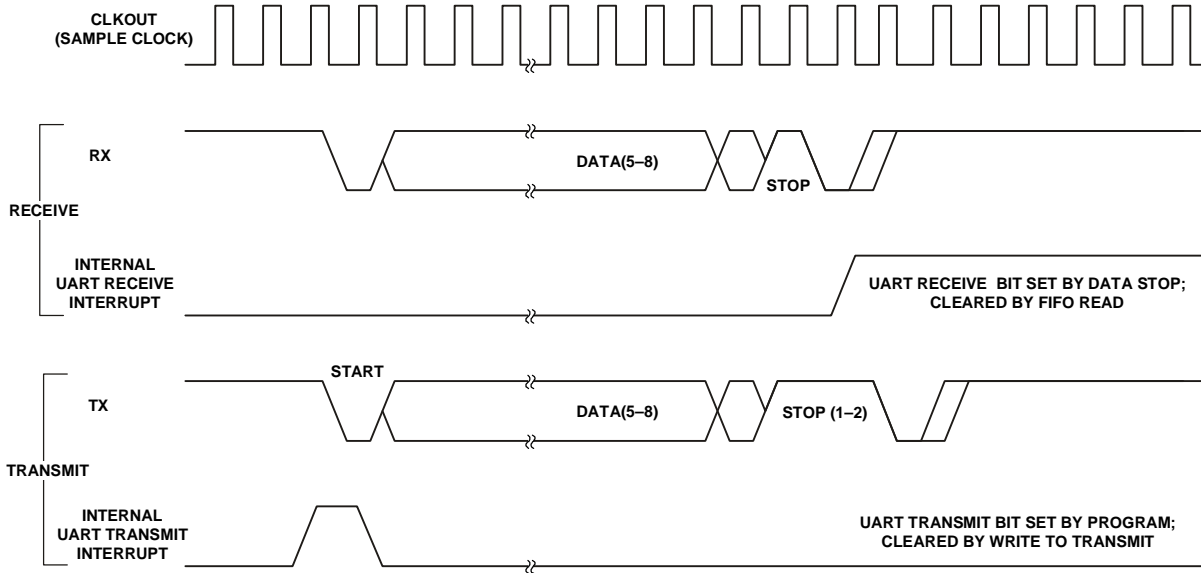 CLKOUT
(SAMPLE CLOCK)
RX
DATA(5–8)
STOP
RECEIVE
INTERNAL
UART RECEIVE
INTERRUPT
UART RECEIVE BIT SET BY DATA STOP;
CLEARED BY FIFO READ
START
TX
DATA(5–8)
STOP (1–2)
TRANSMIT
INTERNAL
UART TRANSMIT
INTERRUPT
UART TRANSMIT BIT SET BY PROGRAM;
CLEARED BY WRITE TO TRANSMIT